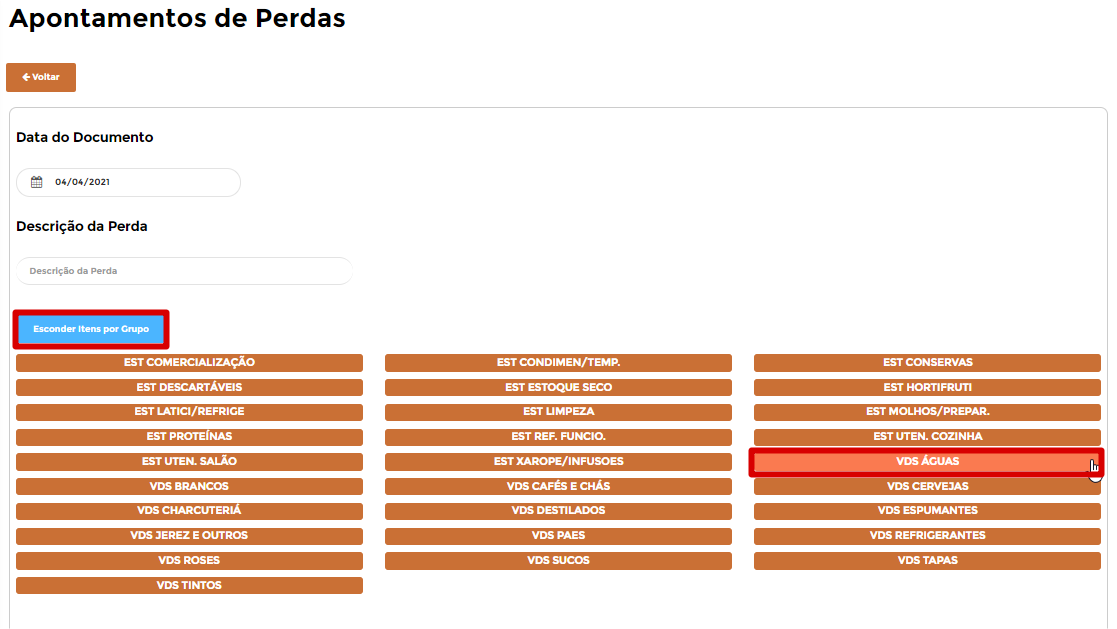 Apontamentos de Perdas
Voltar
Data do Documento
04/04/2021
Descrição da Perda
Descrição da Perda
Esconder Itens por Grupo
EST COMERCIALIZAÇÃO
EST CONDIMEN/TEMP.
EST CONSERVAS
EST DESCARTÁVEIS
EST ESTOQUE SECO
EST HORTIFRUTI
EST LATICI/REFRIGE
EST LIMPEZA
EST MOLHOS/PREPAR.
EST PROTEÍNAS
EST REF. FUNCIO.
EST UTEN. COZINHA
EST UTEN. SALÃO
EST XAROPE/INFUSOES
VDS ÁGUAS
VDS BRANCOS
VDS CAFÉS E CHÁS
VDS CERVEJAS
VDS CHARCUTERIÁ
VDS DESTILADOS
VDS ESPUMANTES
VDS JEREZ E OUTROS
VDS PAES
VDS REFRIGERANTES
VDS ROSES
VDS SUCOS
VDS TAPAS
VDS TINTOS